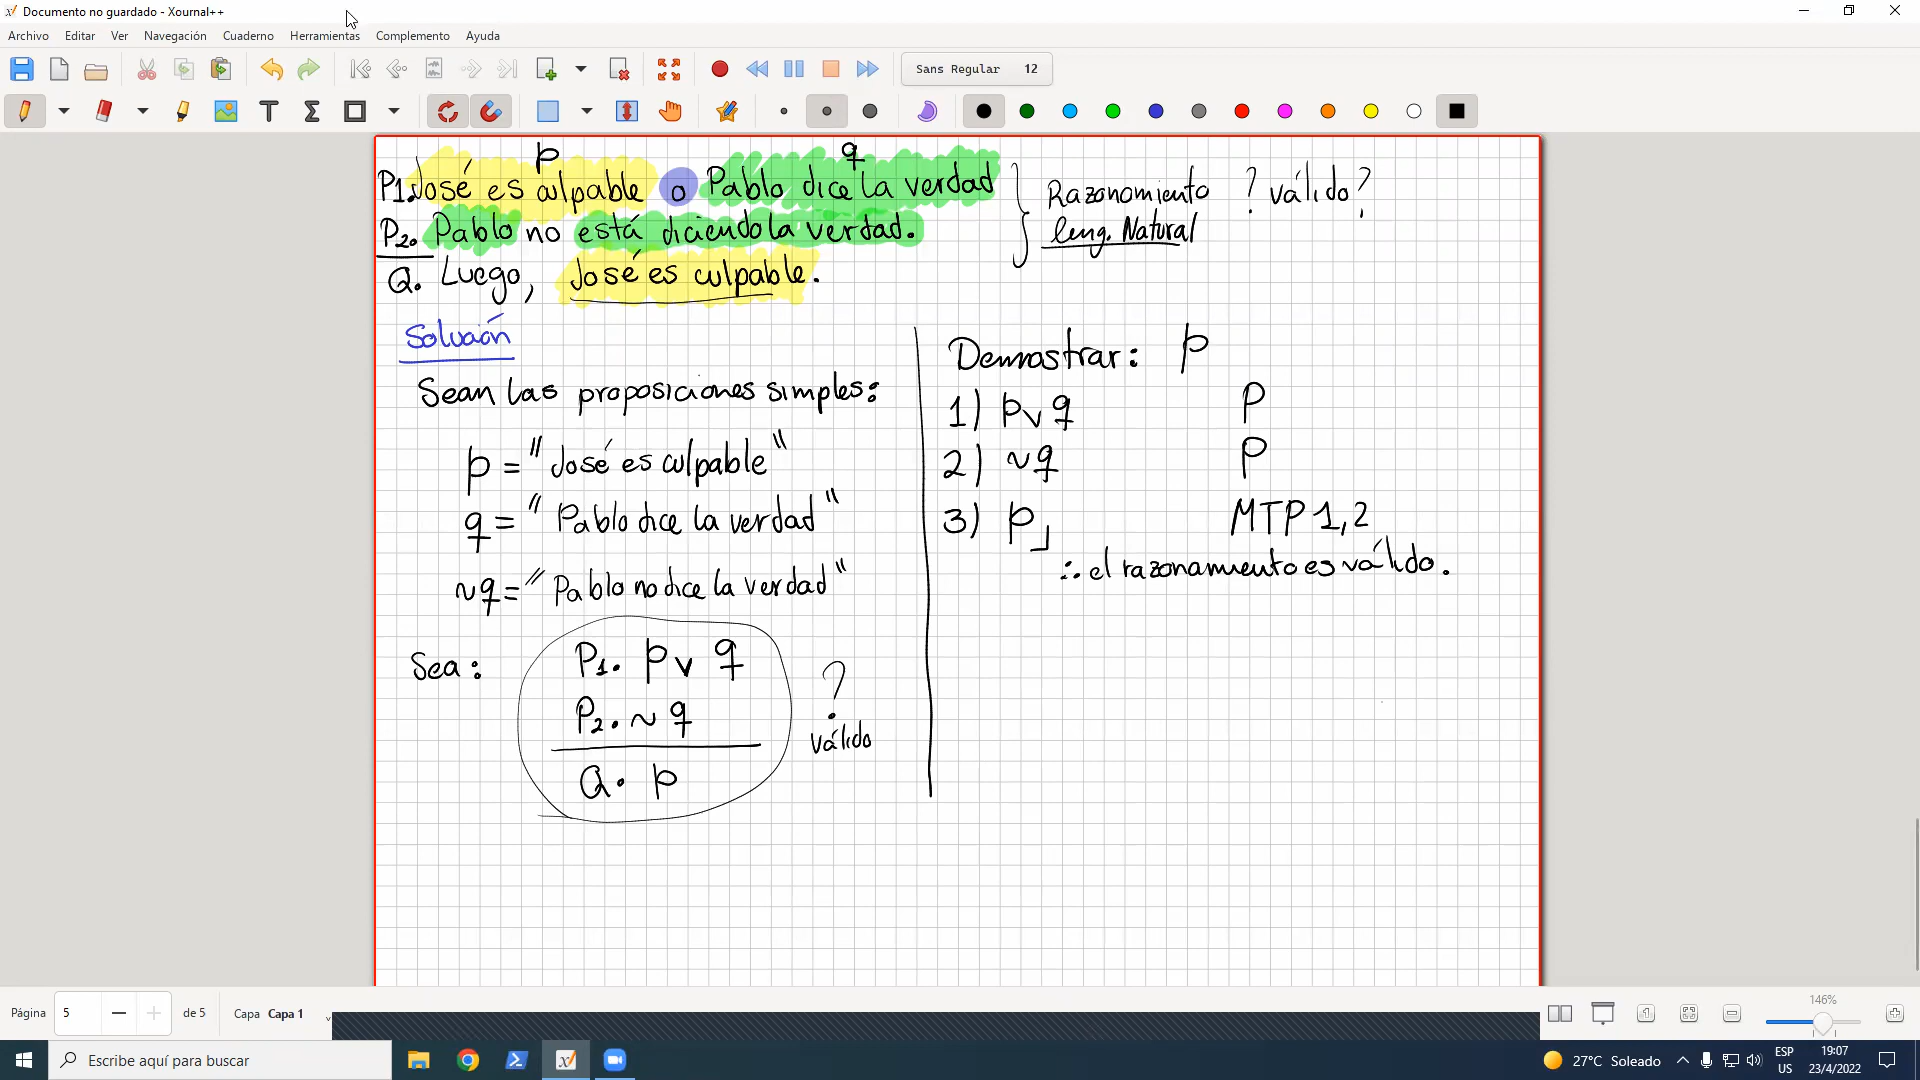 Documento no guardado - Xournal++
Archivo Editar Ver Navegación Cuaderno Herramientas Complemento Ayuda
Sans Regular 12
p q
P1. José es culpable o Pablo dice la verdad
P2. Pablo no está diciendo la verdad.
Q. Luego, José es culpable.
Razonomiento ? válido?
leng. Natural
Solución
Sean las proposiciones simples:
p = "José es culpable"
q = "Pablo dice la verdad"
~q = "Pablo no dice la verdad"
Sea:
P1. p v q
P2. ~ q
Q. p
?
válido
Demostrar: p
1) p v q P
2) ~q P
3) p MTP 1,2
∴ el razonamiento es válido.
Página 5 de 5 Capa Capa 1
146%
Escribe aquí para buscar
27°C Soleado
ESP
US
19:07
23/4/2022